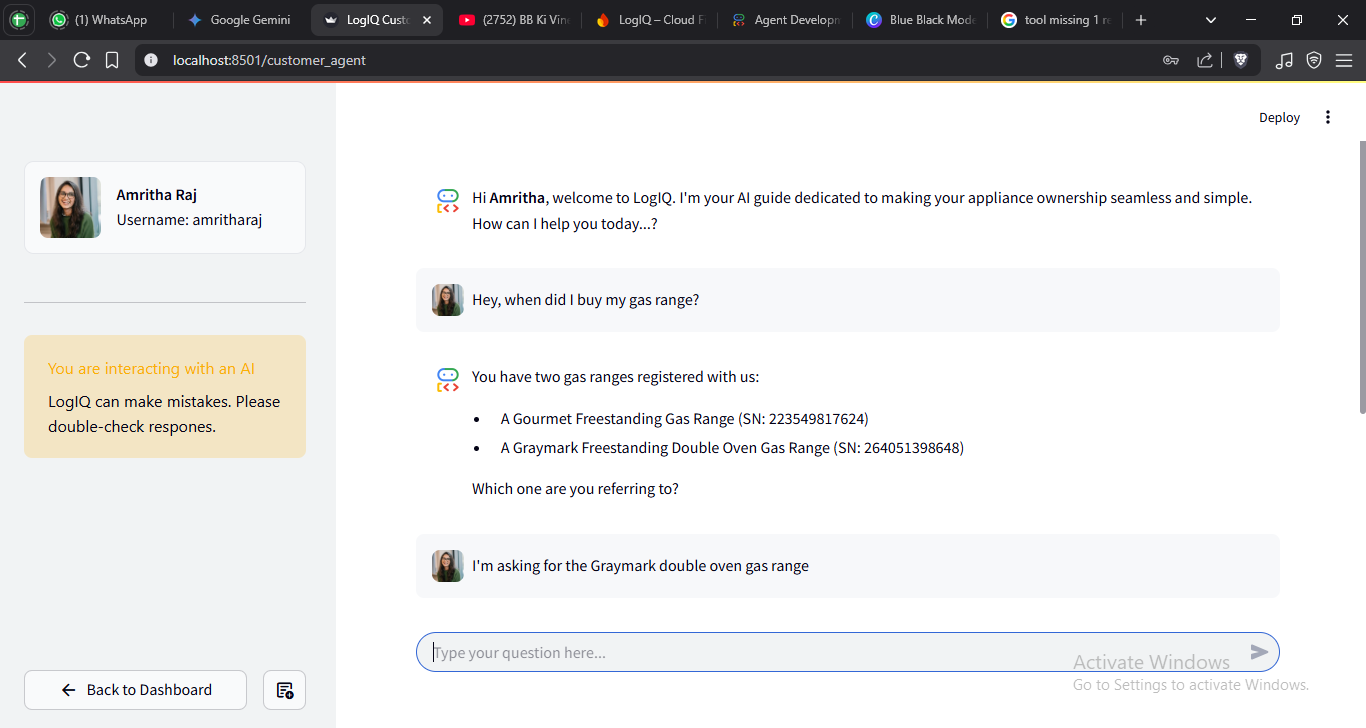 (1) WhatsApp
Google Gemini
LogIQ Cust
(2752) BB Ki Vin
LogIQ – Cloud Fi
Agent Developm
Blue Black Mode
tool missing 1 re
localhost:8501/customer_agent
Deploy
Amritha Raj
Username: amritharaj
You are interacting with an AI
LogIQ can make mistakes. Please
double-check respones.
Back to Dashboard
Hi Amritha, welcome to LogIQ. I'm your AI guide dedicated to making your appliance ownership seamless and simple.
How can I help you today...?
Hey, when did I buy my gas range?
You have two gas ranges registered with us:
• A Gourmet Freestanding Gas Range (SN: 223549817624)
• A Graymark Freestanding Double Oven Gas Range (SN: 264051398648)
Which one are you referring to?
I'm asking for the Graymark double oven gas range
Type your question here...
Activate Windows
Go to Settings to activate Windows.